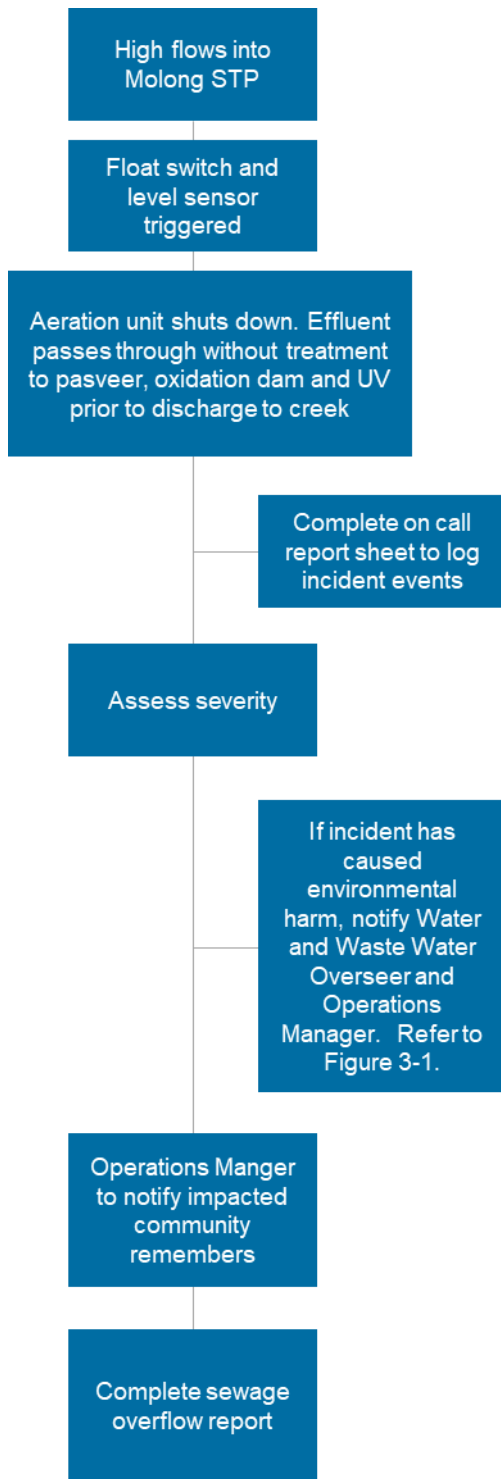 High flows into
Molong STP
Float switch and
level sensor
triggered
Aeration unit shuts down. Effluent
passes through without treatment
to pasveer, oxidation dam and UV
prior to discharge to creek
Complete on call
report sheet to log
incident events
Assess severity
If incident has
caused
environmental
harm, notify Water
and Waste Water
Overseer and
Operations
Manager. Refer to
Figure 3-1.
Operations Manger
to notify impacted
community
remembers
Complete sewage
overflow report